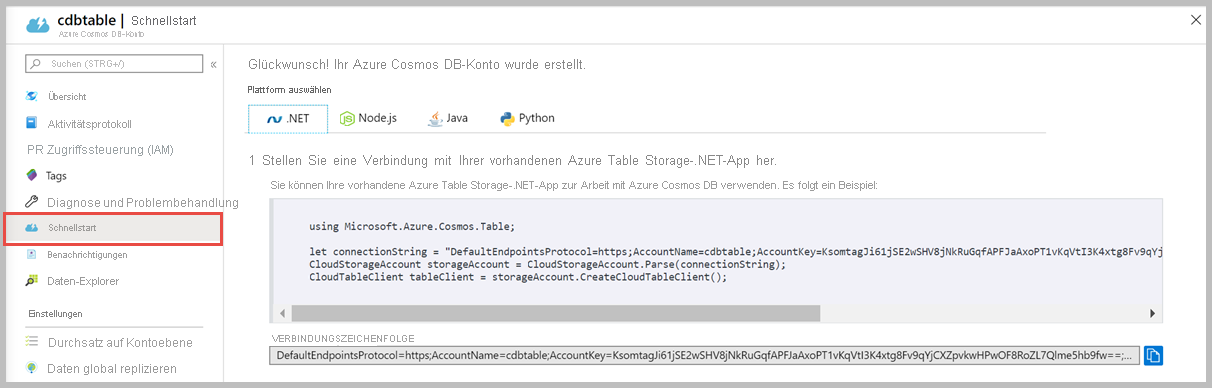 cdbtable | Schnellstart
Azure Cosmos DB-Konto
Suchen (STRG+/)
«
Übersicht
Aktivitätsprotokoll
PR Zugriffssteuerung (IAM)
Tags
Diagnose und Problembehandlung
Schnellstart
Benachrichtigungen
Daten-Explorer
Einstellungen
Durchsatz auf Kontoebene
Daten global replizieren
Glückwunsch! Ihr Azure Cosmos DB-Konto wurde erstellt.
Plattform auswählen
.NET Node.js Java Python
1 Stellen Sie eine Verbindung mit Ihrer vorhandenen Azure Table Storage-.NET-App her.
Sie können Ihre vorhandene Azure Table Storage-.NET-App zur Arbeit mit Azure Cosmos DB verwenden. Es folgt ein Beispiel:
using Microsoft.Azure.Cosmos.Table;
let connectionString = "DefaultEndpointsProtocol=https;AccountName=cdbtable;AccountKey=KsomtagJi61jSE2wSHV8jNkRuGqfAPFJaAxoPT1vKqVtI3K4xtg8Fv9qYj
CloudStorageAccount storageAccount = CloudStorageAccount.Parse(connectionString);
CloudTableClient tableClient = storageAccount.CreateCloudTableClient();
VERBINDUNGSZEICHENFOLGE
DefaultEndpointsProtocol=https;AccountName=cdbtable;AccountKey=KsomtagJi61jSE2wSHV8jNkRuGqfAPFJaAxoPT1vKqVtI3K4xtg8Fv9qYjCXZpvkwHPwOF8RoZL7Qlme5hb9fw==;...